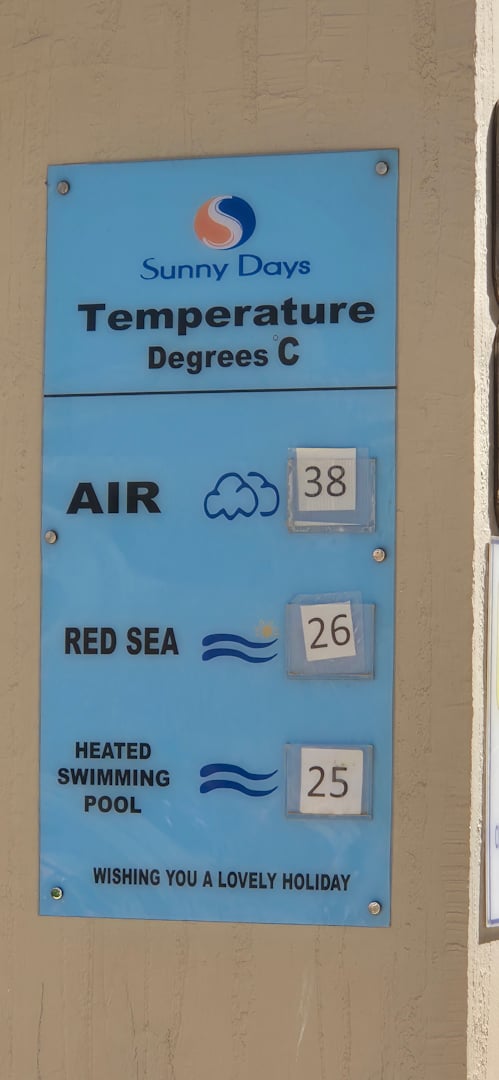 Sunny Days
Temperature
Degrees °C
AIR 38
RED SEA 26
HEATED
SWIMMING
POOL 25
WISHING YOU A LOVELY HOLIDAY